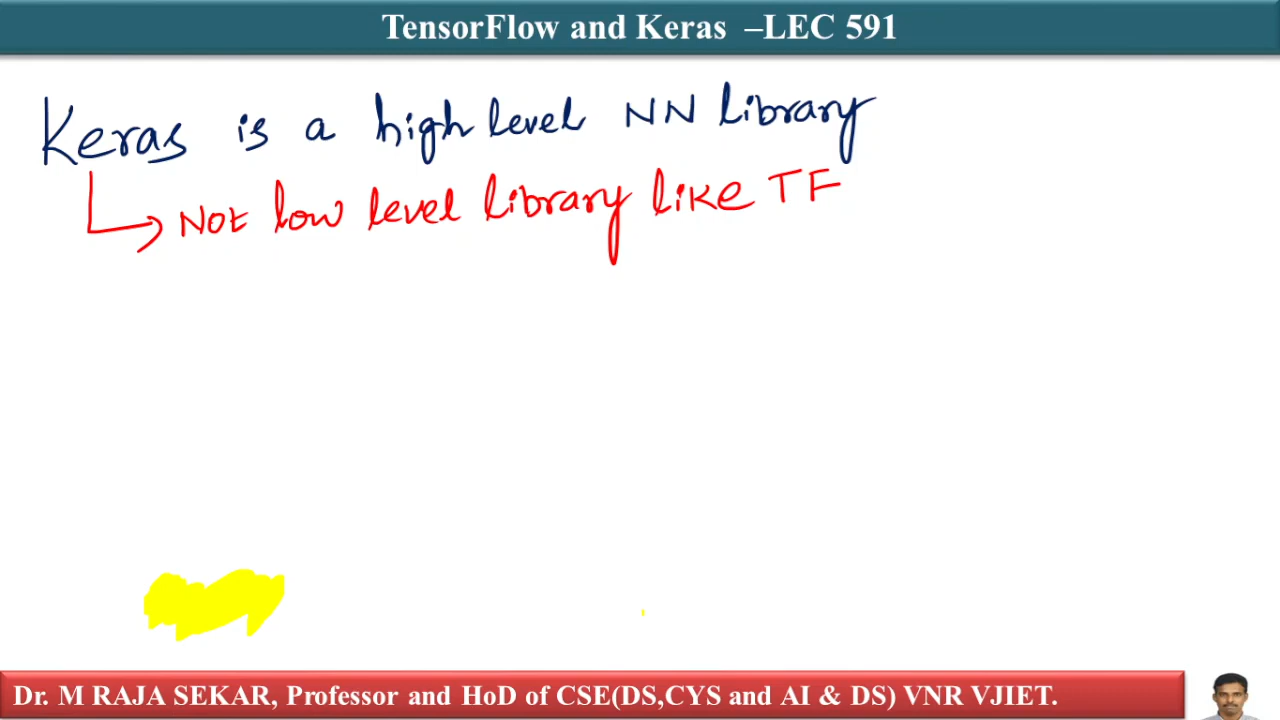 TensorFlow and Keras –LEC 591
Keras is a high level NN library
Not low level library like TF
Dr. M RAJA SEKAR, Professor and HoD of CSE(DS,CYS and AI & DS) VNR VJIET.